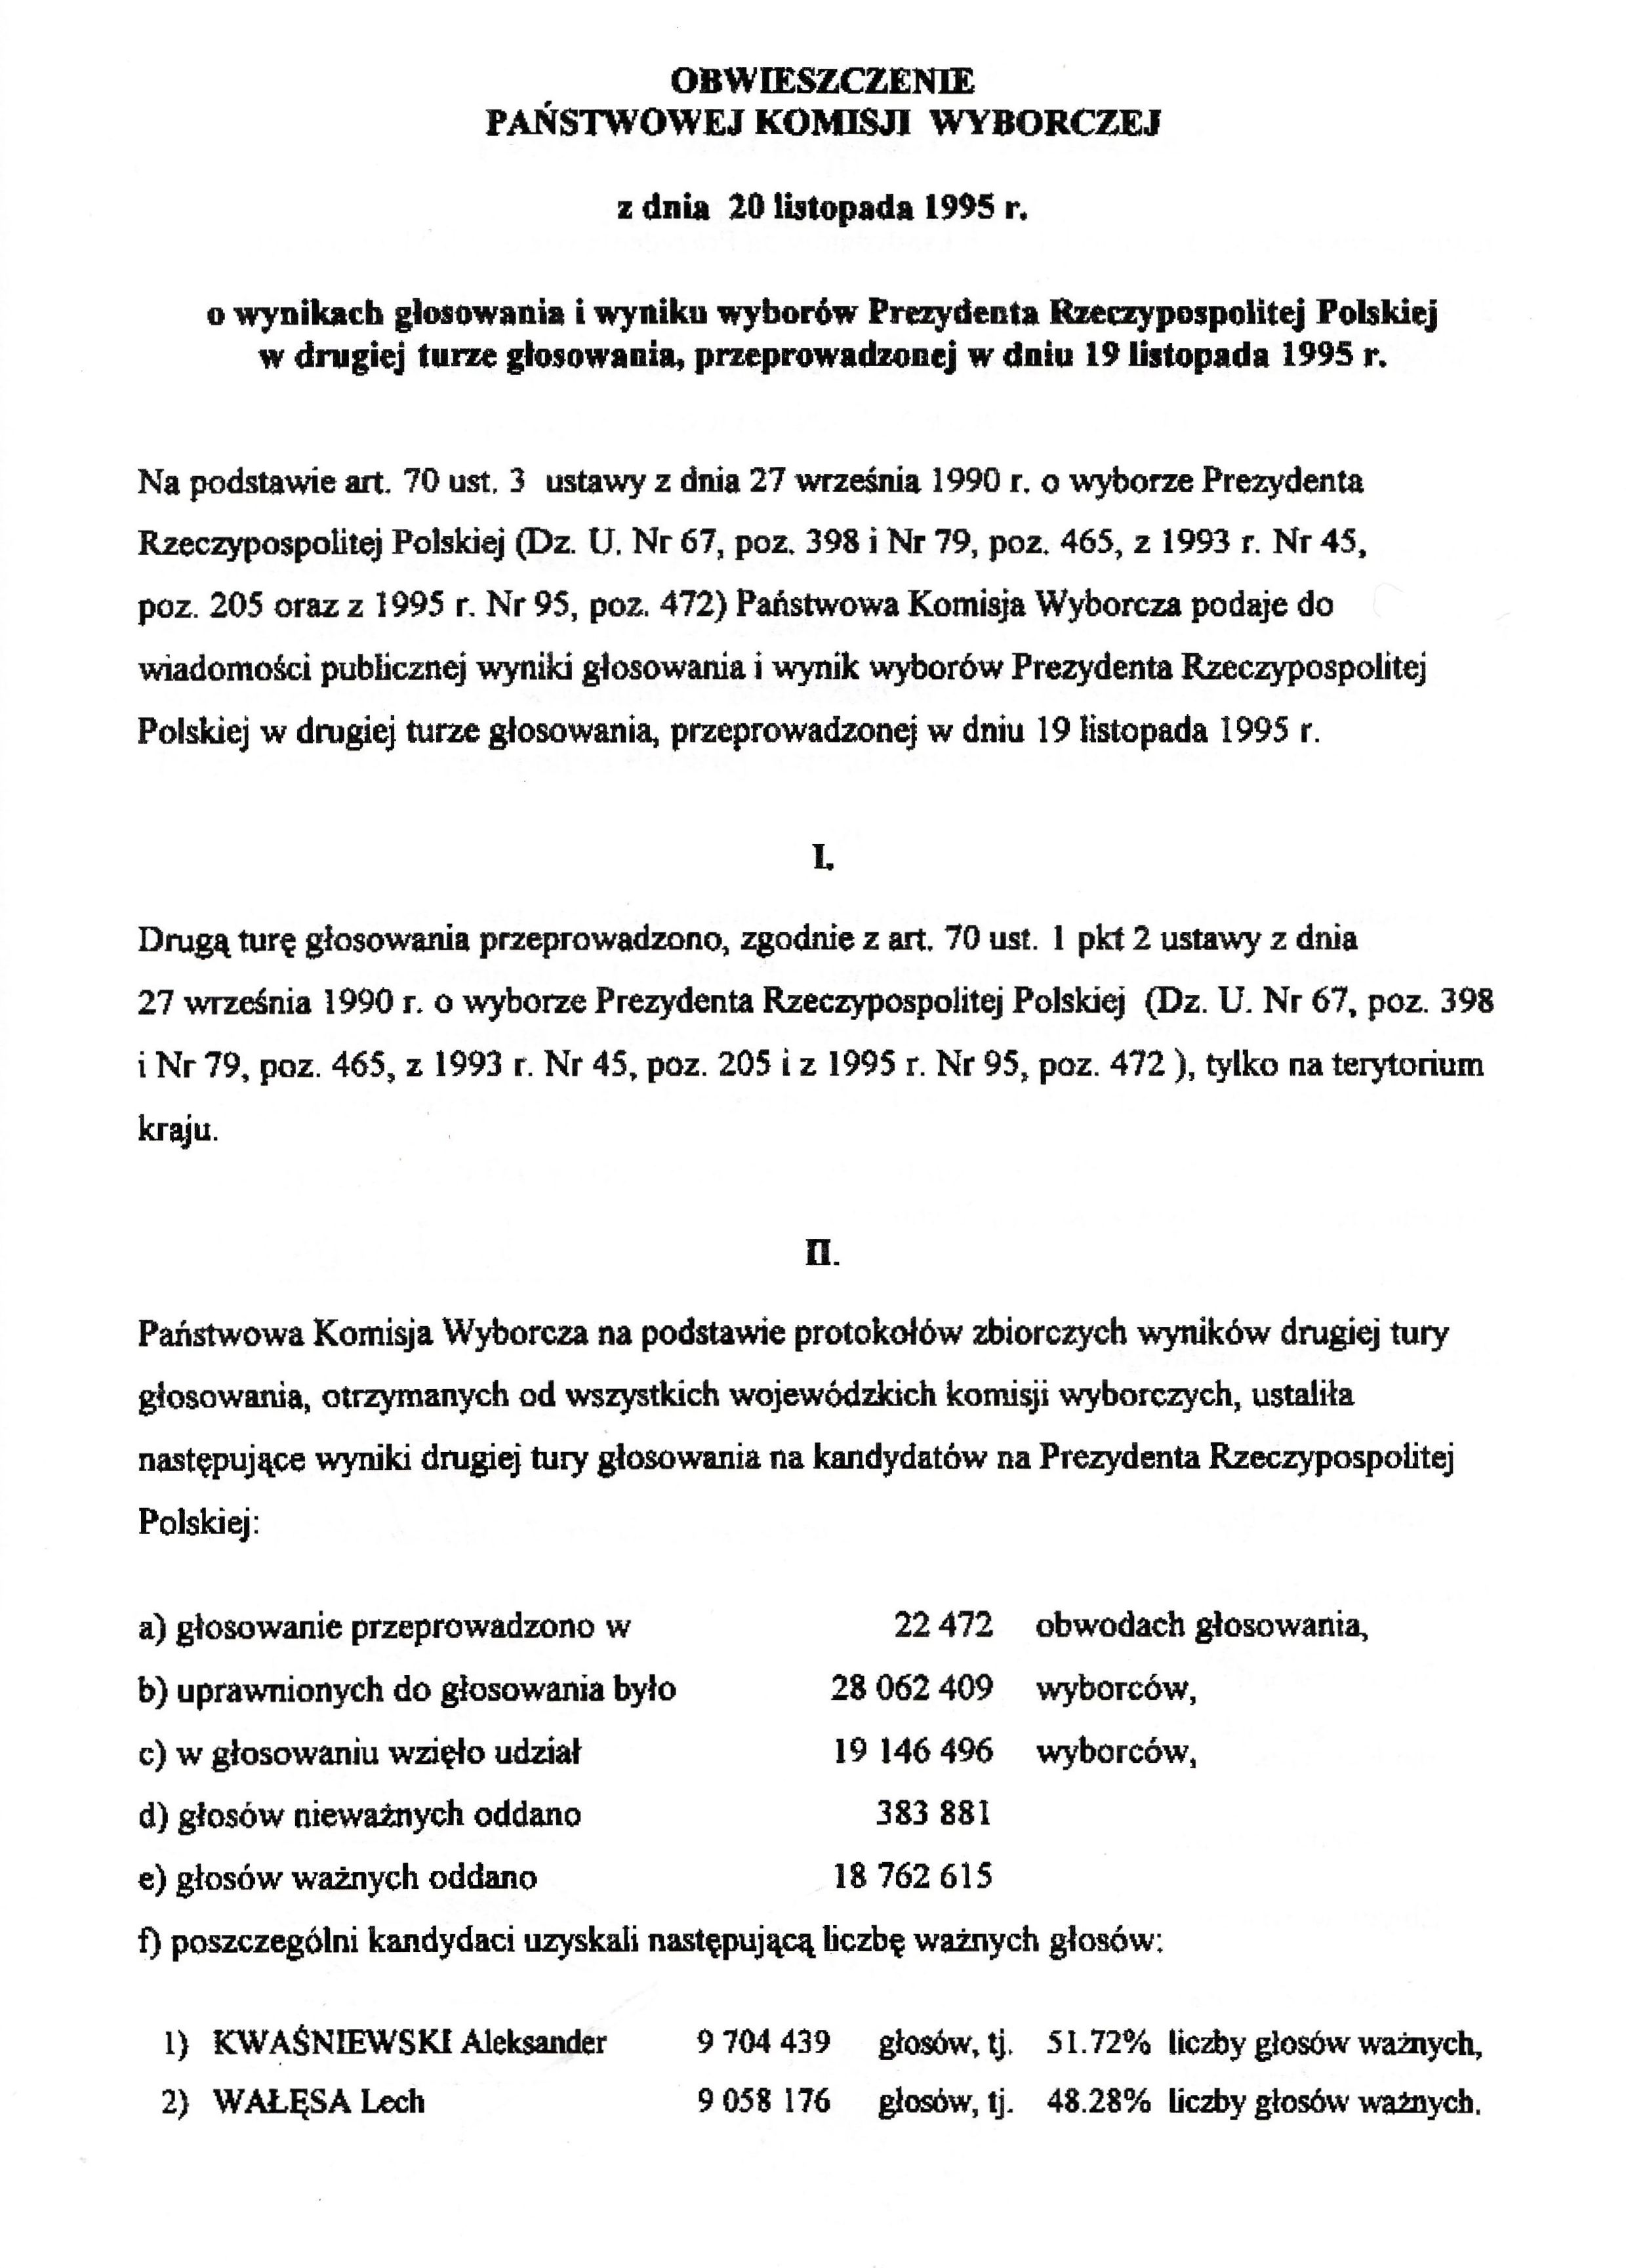 OBWIESZCZENIE
PAŃSTWOWEJ KOMISJI WYBORCZEJ
z dnia 20 listopada 1995 r.
o wynikach głosowania i wyniku wyborów Prezydenta Rzeczypospolitej Polskiej
w drugiej turze głosowania, przeprowadzonej w dniu 19 listopada 1995 r.
Na podstawie art. 70 ust. 3 ustawy z dnia 27 września 1990 r. o wyborze Prezydenta
Rzeczypospolitej Polskiej (Dz. U. Nr 67, poz. 398 i Nr 79, poz. 465, z 1993 r. Nr 45,
poz. 205 oraz z 1995 r. Nr 95, poz. 472) Państwowa Komisja Wyborcza podaje do
wiadomości publicznej wyniki głosowania i wynik wyborów Prezydenta Rzeczypospolitej
Polskiej w drugiej turze głosowania, przeprowadzonej w dniu 19 listopada 1995 r.
I.
Drugą turę głosowania przeprowadzono, zgodnie z art. 70 ust. 1 pkt 2 ustawy z dnia
27 września 1990 r. o wyborze Prezydenta Rzeczypospolitej Polskiej (Dz. U. Nr 67, poz. 398
i Nr 79, poz. 465, z 1993 r. Nr 45, poz. 205 i z 1995 r. Nr 95, poz. 472 ), tylko na terytorium
kraju.
II.
Państwowa Komisja Wyborcza na podstawie protokołów zbiorczych wyników drugiej tury
głosowania, otrzymanych od wszystkich wojewódzkich komisji wyborczych, ustaliła
następujące wyniki drugiej tury głosowania na kandydatów na Prezydenta Rzeczypospolitej
Polskiej:
a) głosowanie przeprowadzono w 22 472 obwodach głosowania,
b) uprawnionych do głosowania było 28 062 409 wyborców,
c) w głosowaniu wzięło udział 19 146 496 wyborców,
d) głosów nieważnych oddano 383 881
e) głosów ważnych oddano 18 762 615
f) poszczególni kandydaci uzyskali następującą liczbę ważnych głosów:
1) KWAŚNIEWSKI Aleksander 9 704 439 głosów, tj. 51.72% liczby głosów ważnych,
2) WAŁĘSA Lech 9 058 176 głosów, tj. 48.28% liczby głosów ważnych.